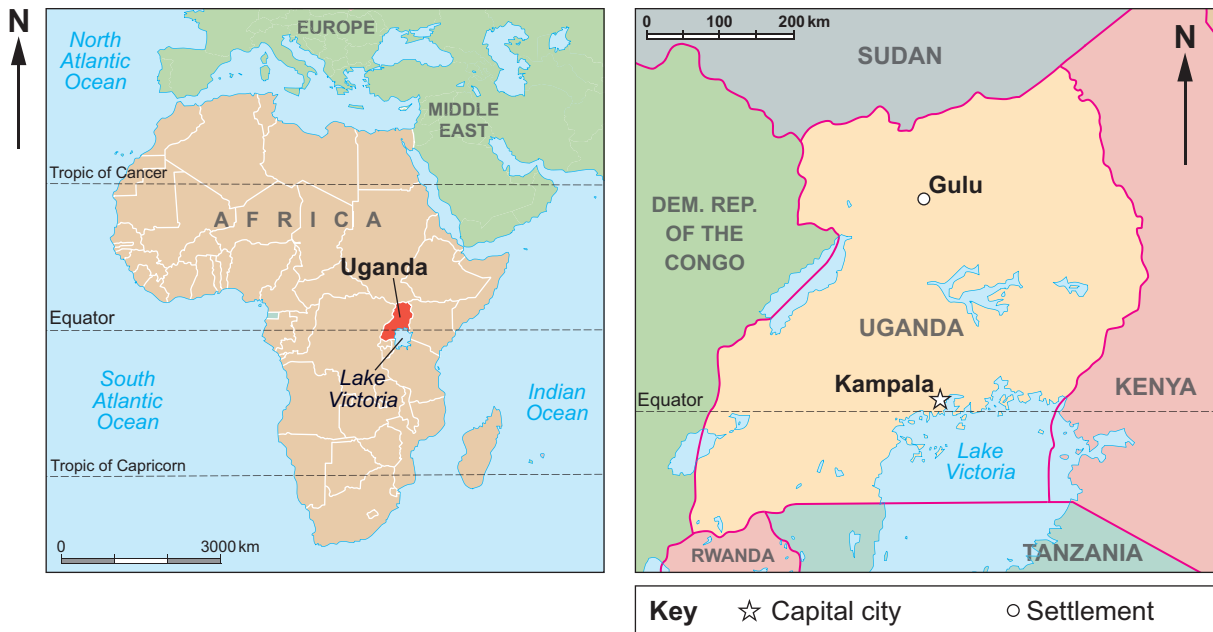 N
North
Atlantic
Ocean
EUROPE
MIDDLE
EAST
Tropic of Cancer
AFRICA
Uganda
Equator
Lake
Victoria
South
Atlantic
Ocean
Indian
Ocean
Tropic of Capricorn
0 3000 km
0 100 200 km
N
SUDAN
Gulu
DEM. REP.
OF THE
CONGO
UGANDA
Kampala
KENYA
Equator
Lake
Victoria
RWANDA
TANZANIA
Key Capital city Settlement